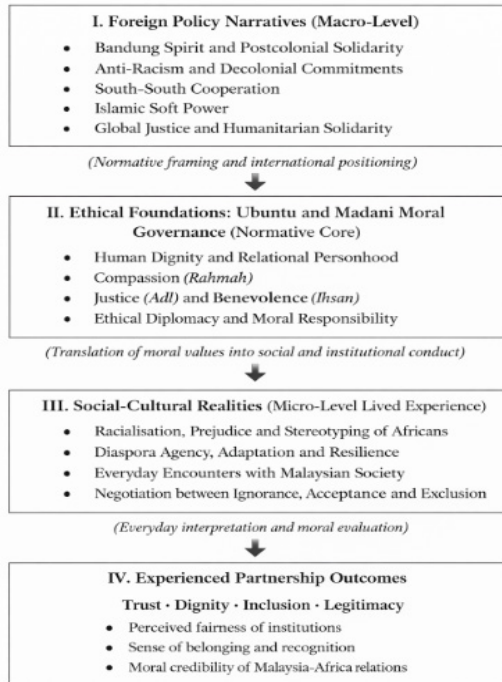 I. Foreign Policy Narratives (Macro-Level)
• Bandung Spirit and Postcolonial Solidarity
• Anti-Racism and Decolonial Commitments
• South–South Cooperation
• Islamic Soft Power
• Global Justice and Humanitarian Solidarity
(Normative framing and international positioning)
II. Ethical Foundations: Ubuntu and Madani Moral
Governance (Normative Core)
• Human Dignity and Relational Personhood
• Compassion (Rahmah)
• Justice (Adl) and Benevolence (Ihsan)
• Ethical Diplomacy and Moral Responsibility
(Translation of moral values into social and institutional conduct)
III. Social-Cultural Realities (Micro-Level Lived Experience)
• Racialisation, Prejudice and Stereotyping of Africans
• Diaspora Agency, Adaptation and Resilience
• Everyday Encounters with Malaysian Society
• Negotiation between Ignorance, Acceptance and Exclusion
(Everyday interpretation and moral evaluation)
IV. Experienced Partnership Outcomes
Trust · Dignity · Inclusion · Legitimacy
• Perceived fairness of institutions
• Sense of belonging and recognition
• Moral credibility of Malaysia-Africa relations